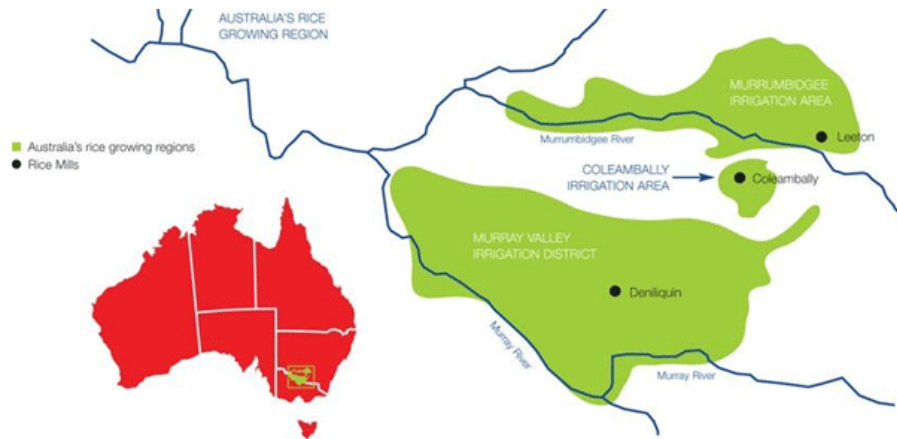 AUSTRALIA'S RICE
GROWING REGION
MURRUMBIDGEE
IRRIGATION AREA
Murrumbidgee River
Leeton
Australia's rice growing regions
Rice Mills
COLEAMBALLY
IRRIGATION AREA
Coleambally
MURRAY VALLEY
IRRIGATION DISTRICT
Deniliquin
Murray River
Murray River